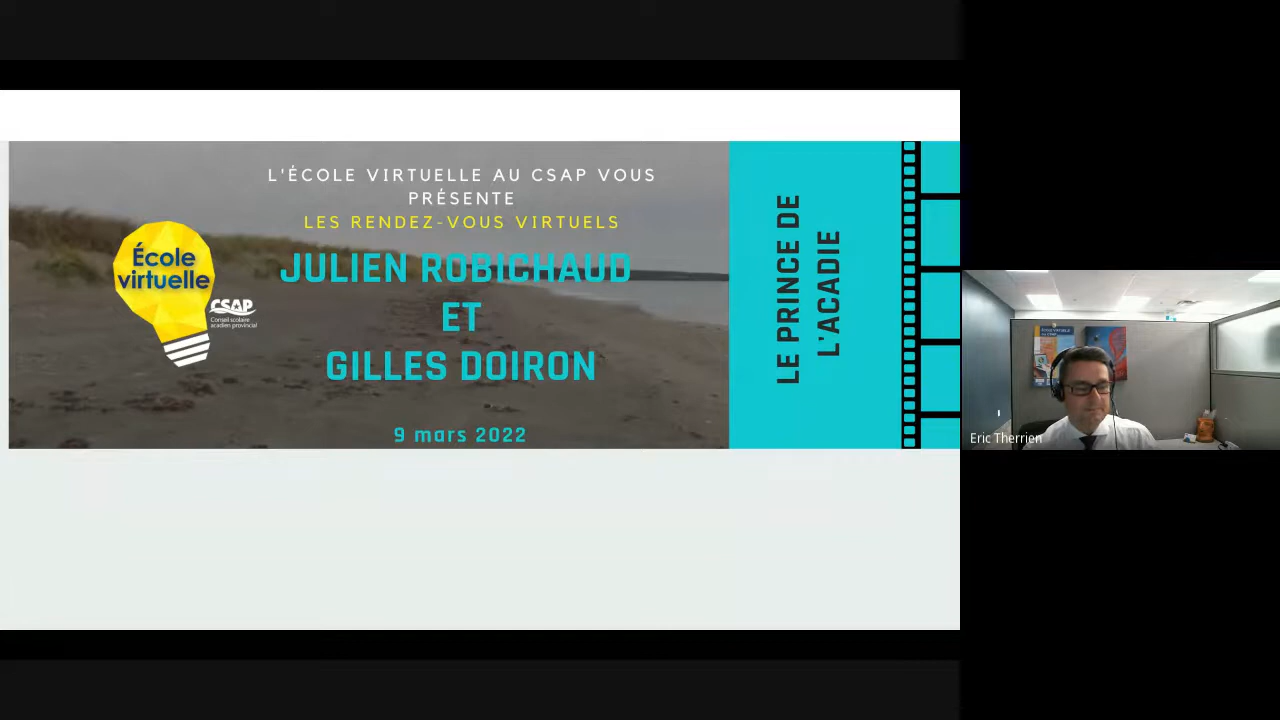 L'ÉCOLE VIRTUELLE AU CSAP VOUS
PRÉSENTE
LES RENDEZ-VOUS VIRTUELS
JULIEN ROBICHAUD
ET
GILLES DOIRON
9 mars 2022
École
virtuelle
CSAP
Conseil scolaire
acadien provincial
LE PRINCE DE
L'ACADIE
Eric Therrien